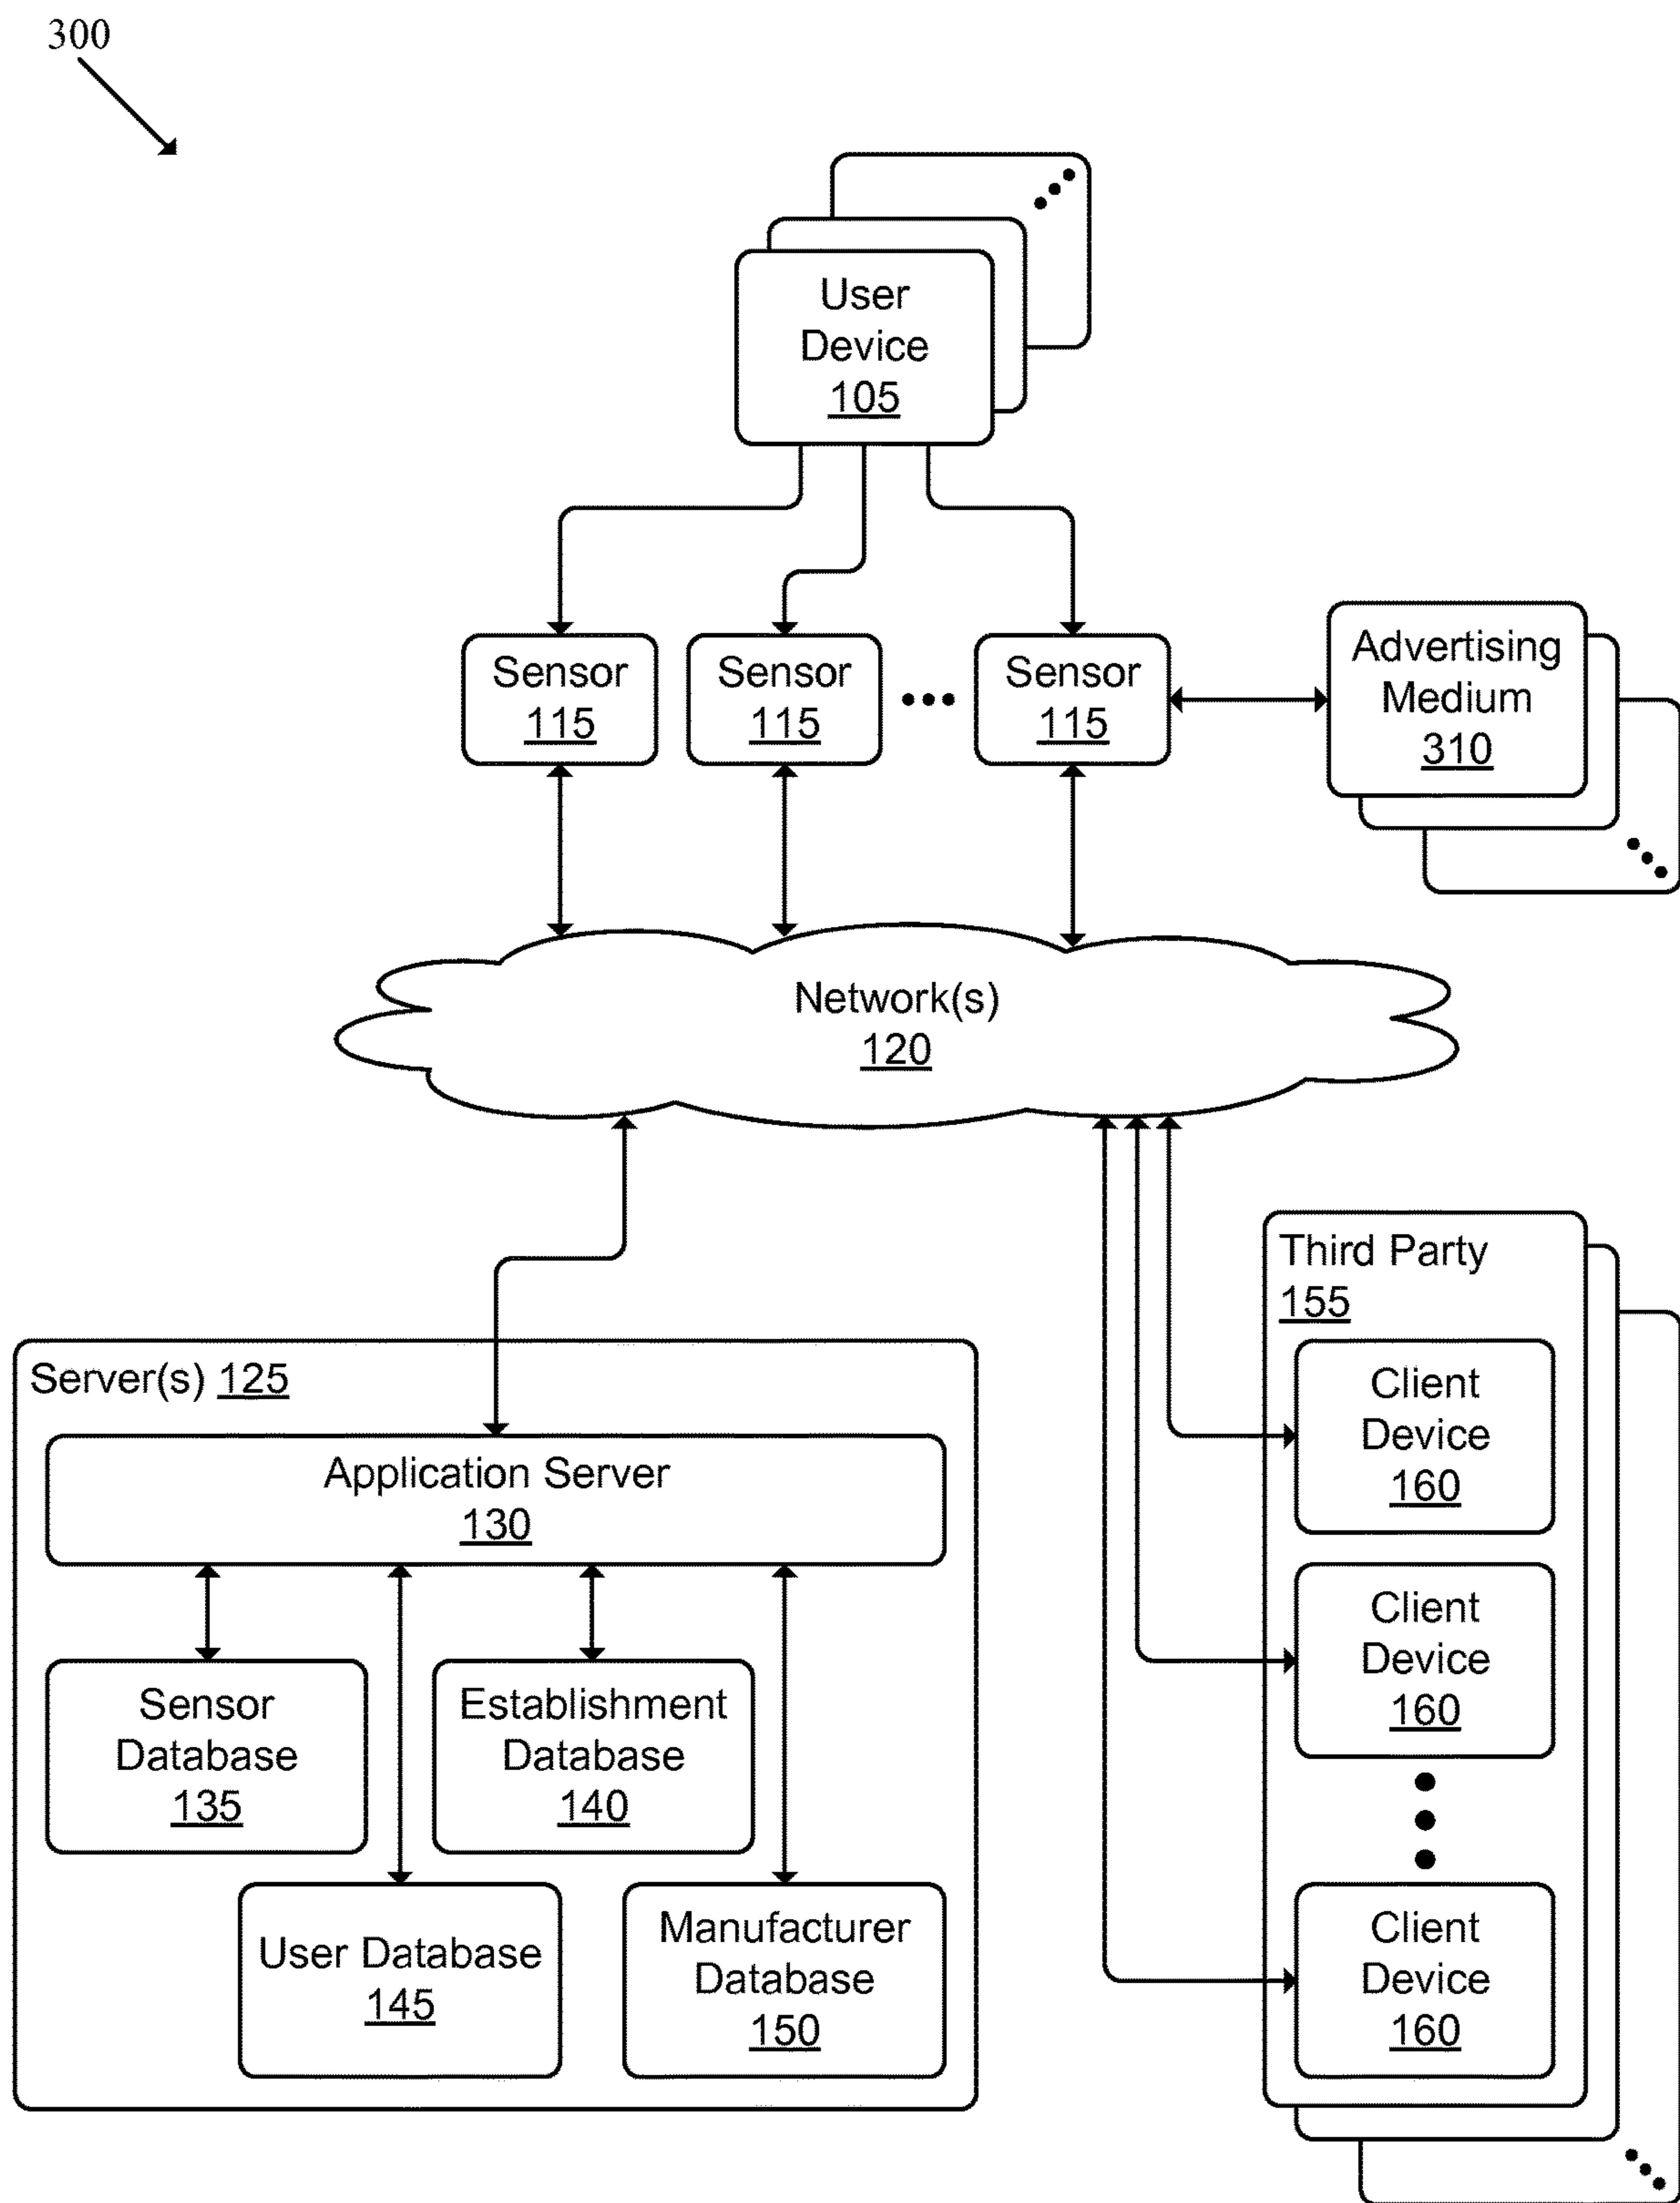 300
User
Device
105
Sensor
115
Sensor
115
Sensor
115
Advertising
Medium
310
Network(s)
120
Third Party
155
Client
Device
160
Client
Device
160
Client
Device
160
Server(s) 125
Application Server
130
Sensor
Database
135
Establishment
Database
140
User Database
145
Manufacturer
Database
150